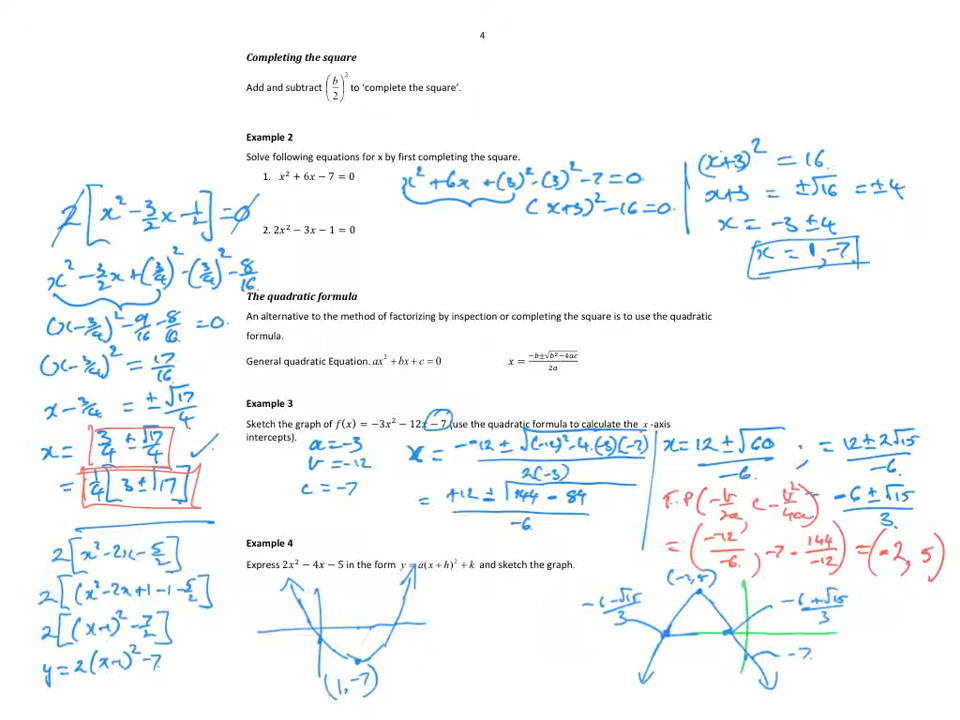 4
Completing the square
Add and subtract (b/2)² to 'complete the square'.
Example 2
Solve following equations for x by first completing the square.
1. x² + 6x − 7 = 0
x² + 6x + (3)² - (3)² - 7 = 0
(x+3)² - 16 = 0
(x+3)² = 16
x+3 = ±√16 = ±4
x = -3 ± 4
x = 1, -7
2. 2x² − 3x − 1 = 0
2[x² - 3/2 x - 1/2] = 0
x² - 3/2 x + (3/4)² - (3/4)² - 8/16
(x - 3/4)² - 9/16 - 8/16 = 0
(x - 3/4)² = 17/16
x - 3/4 = ± √17/4
x = 3/4 ± √17/4
= 1/4 [3 ± √17]
The quadratic formula
An alternative to the method of factorizing by inspection or completing the square is to use the quadratic
formula.
General quadratic Equation. ax² + bx + c = 0 x = (−b±√(b²−4ac))/2a
Example 3
Sketch the graph of f(x) = −3x² − 12x − 7 (use the quadratic formula to calculate the x -axis
intercepts).
a = -3
b = -12
c = -7
x = (- -12 ± √((-12)² - 4.(-3)(-7)))/2(-3)
= (+12 ± √(144 - 84))/-6
x = (12 ± √60)/-6 ; = (12 ± 2√15)/-6
(-6 ± √15)/3
T.P (-b/2a, c - b²/4a)
= (-12/-6, -7 - 144/-12) = (-2, 5)
(-2, 5)
(-6-√15)/3
(-6+√15)/3
-7
Example 4
Express 2x² − 4x − 5 in the form y = a(x + h)² + k and sketch the graph.
2[x² - 2x - 5/2]
2[(x² - 2x + 1 - 1 - 5/2]
2[(x-1)² - 7/2]
y = 2(x-1)² - 7
(1, -7)